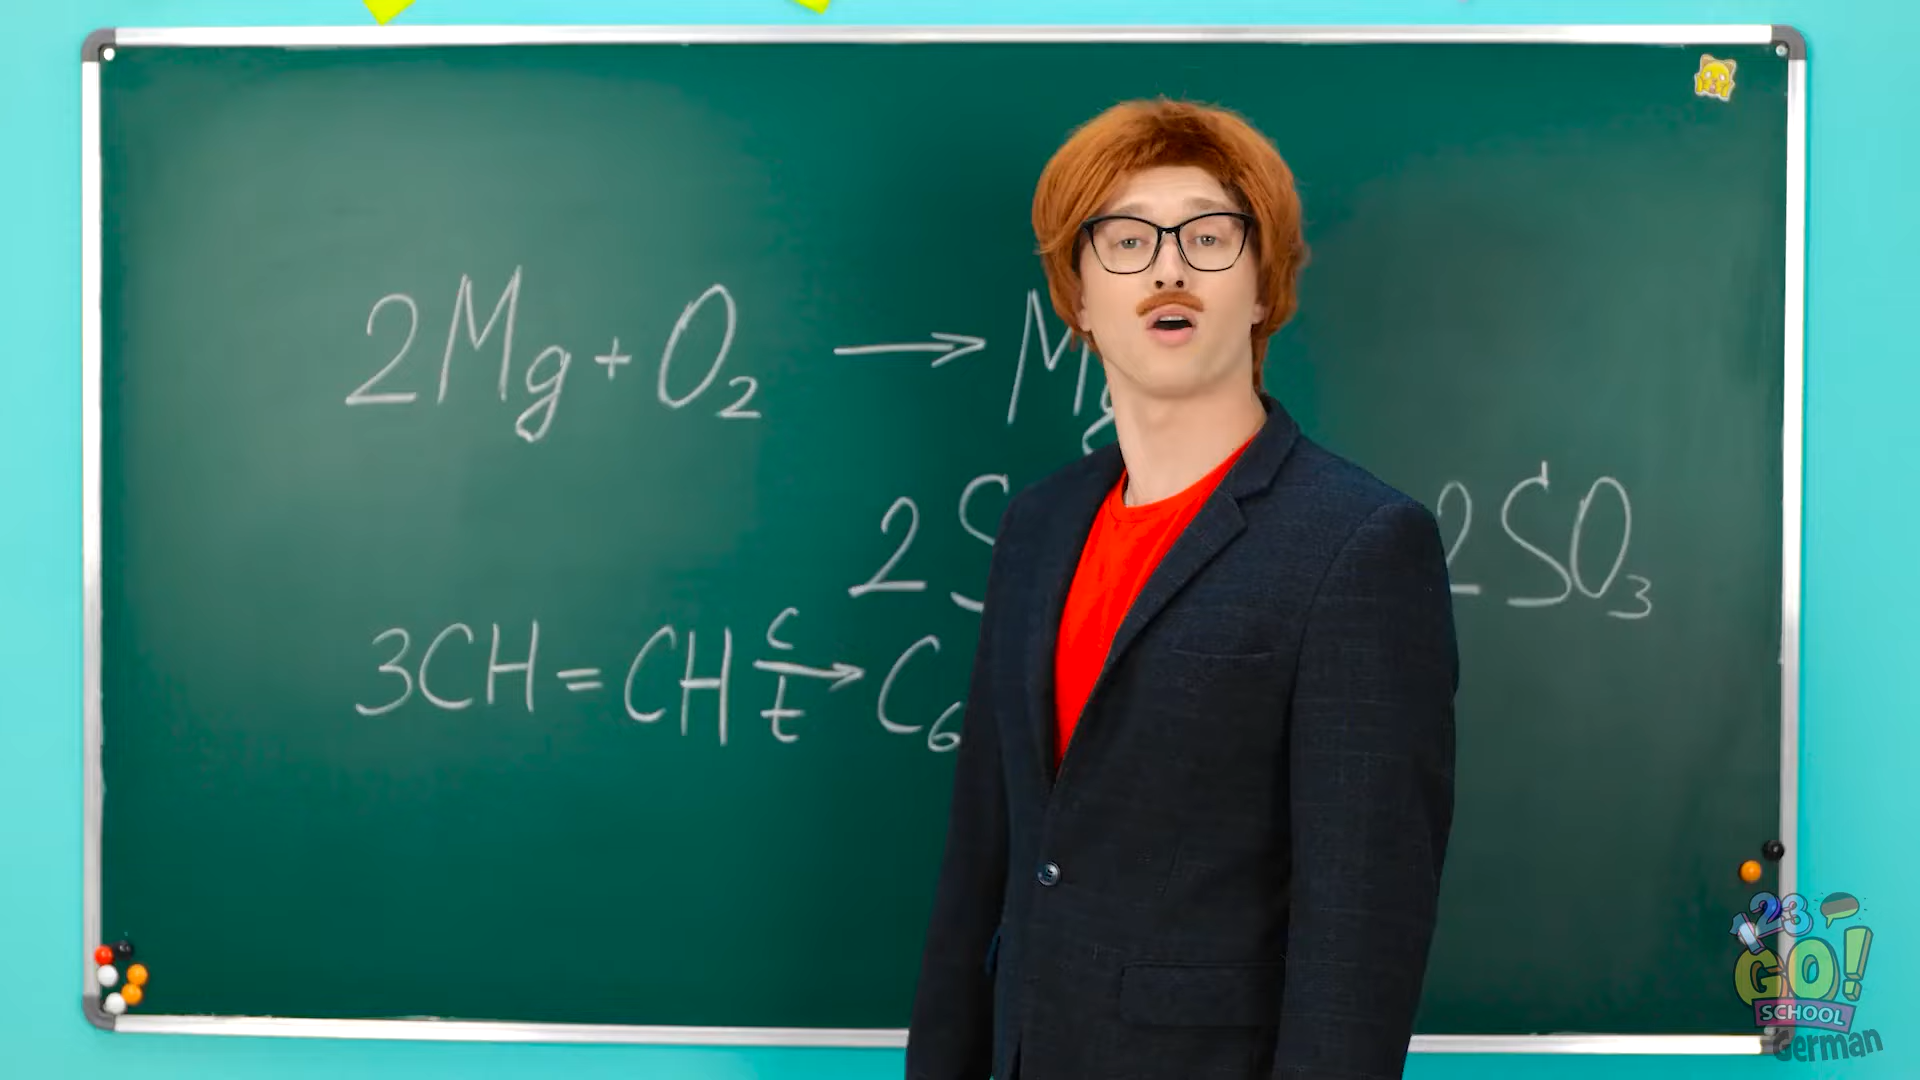 2Mg + O₂ → Mg
2S 2SO₃
3CH = CH c t → C₆
123 GO!
SCHOOL
German